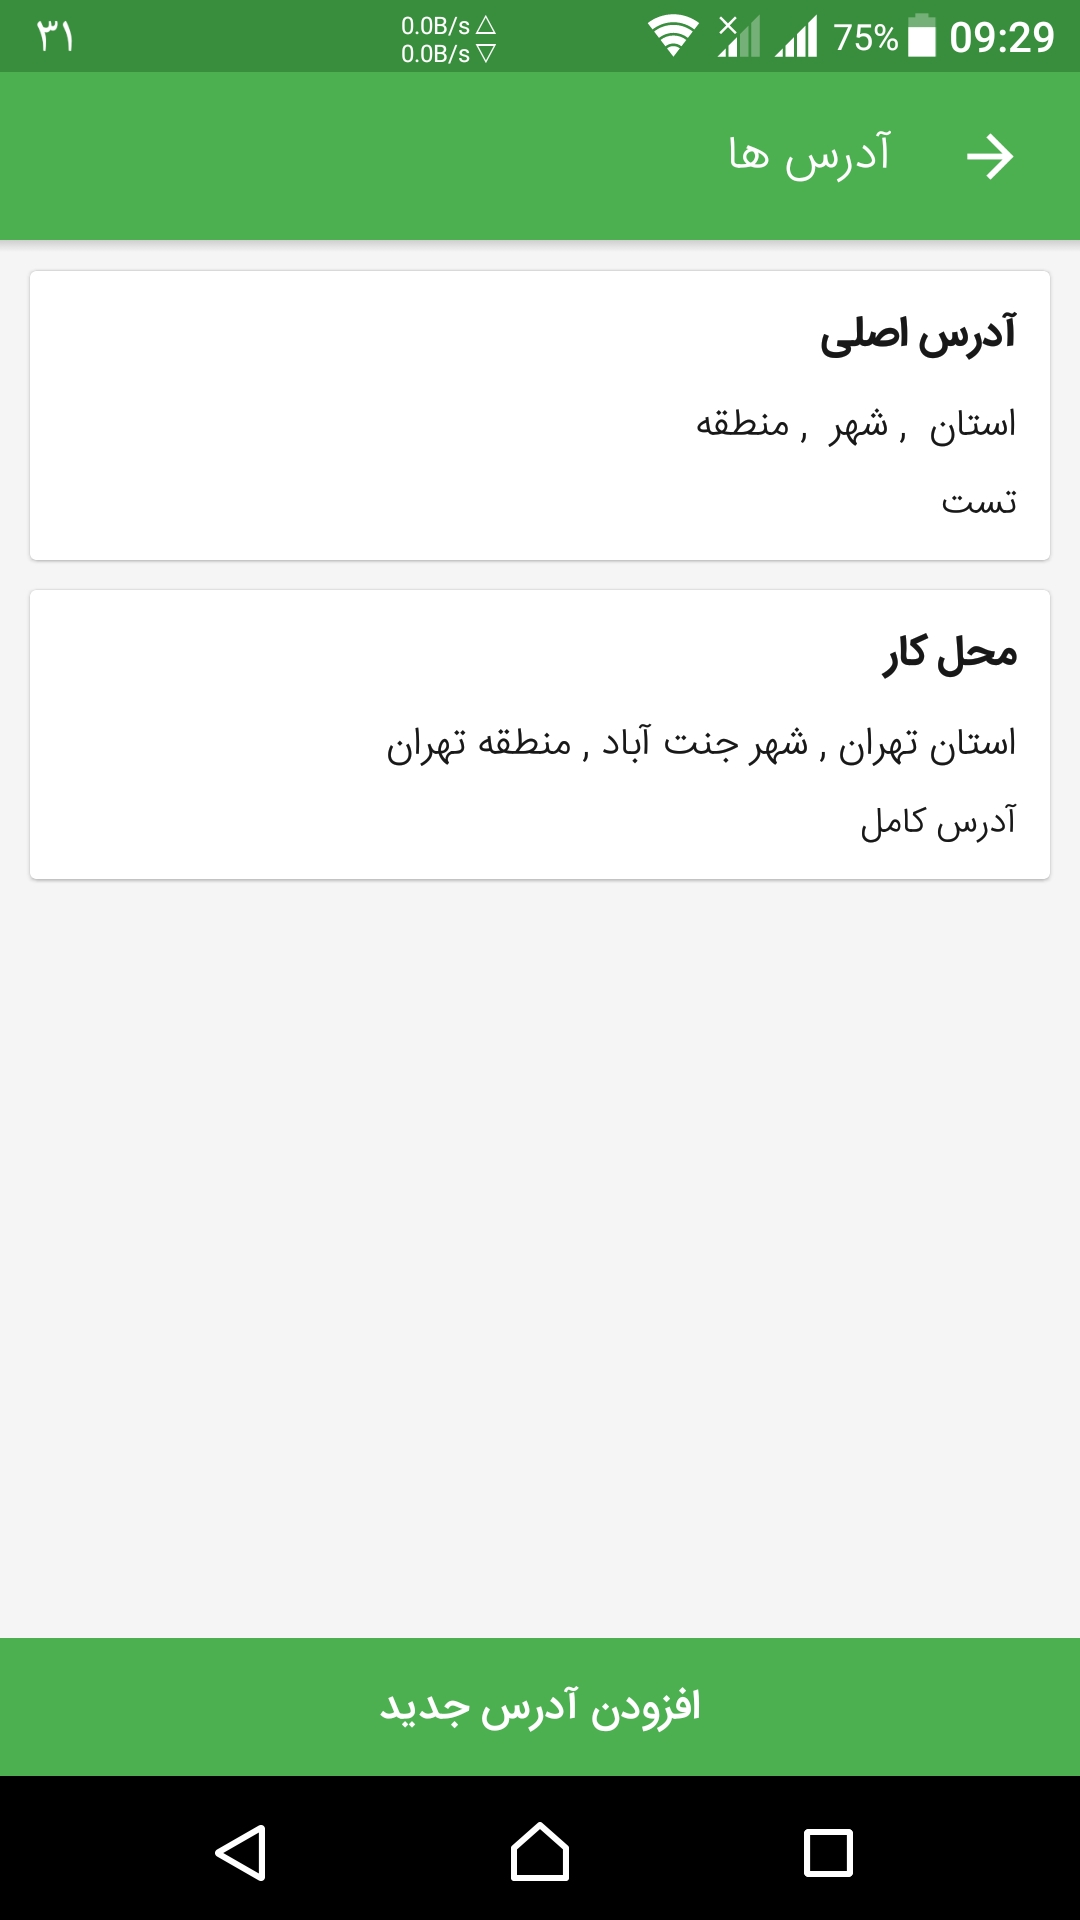 ۳۱ 0.0B/s △ 75% 09:29
0.0B/s ▽
آدرس ها
آدرس اصلی
استان , شهر , منطقه
تست
محل کار
استان تهران , شهر جنت آباد , منطقه تهران
آدرس کامل
افزودن آدرس جدید